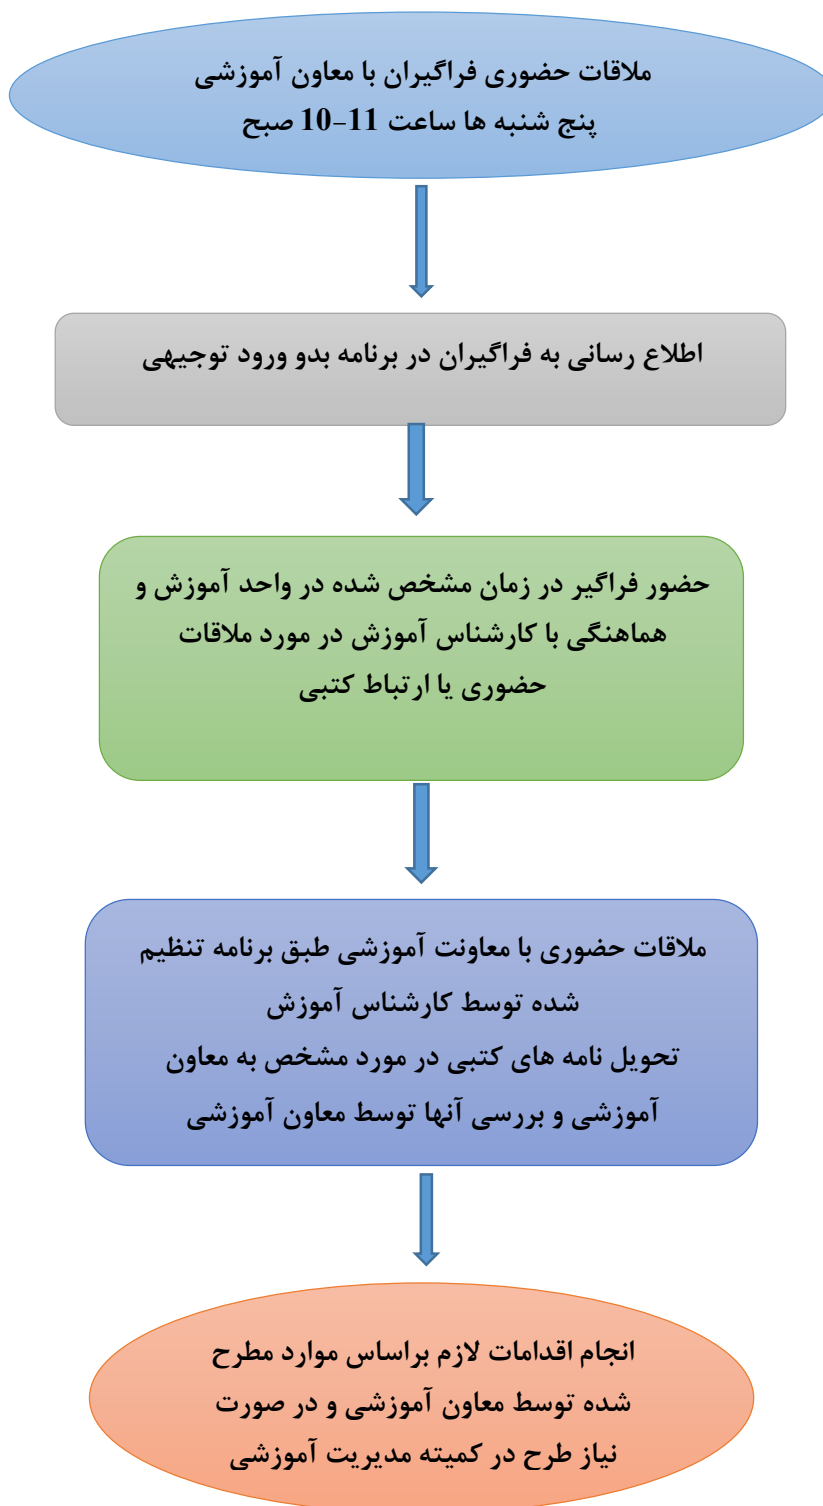 ملاقات حضوری فراگیران با معاون آموزشی
پنج شنبه ها ساعت 11-10 صبح
اطلاع رسانی به فراگیران در برنامه بدو ورود توجیهی
حضور فراگیر در زمان مشخص شده در واحد آموزش و
هماهنگی با کارشناس آموزش در مورد ملاقات
حضوری یا ارتباط کتبی
ملاقات حضوری با معاونت آموزشی طبق برنامه تنظیم
شده توسط کارشناس آموزش
تحویل نامه های کتبی در مورد مشخص به معاون
آموزشی و بررسی آنها توسط معاون آموزشی
انجام اقدامات لازم براساس موارد مطرح
شده توسط معاون آموزشی و در صورت
نیاز طرح در کمیته مدیریت آموزشی